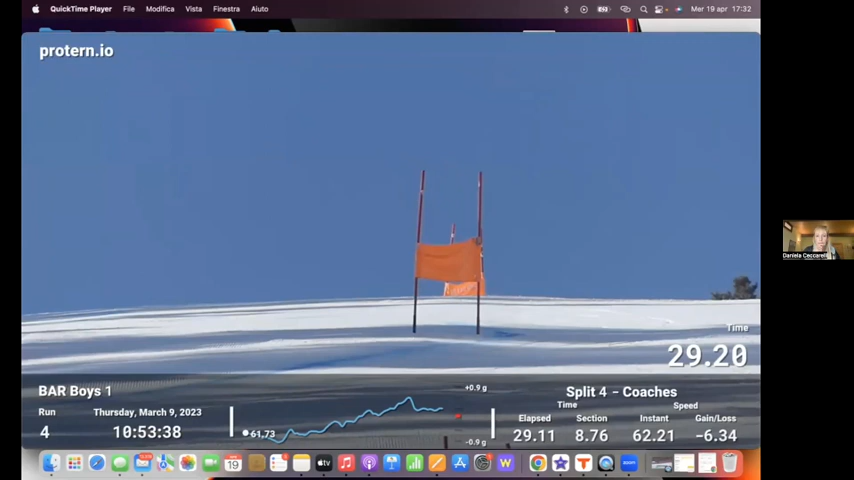 QuickTime Player File Modifica Vista Finestra Aiuto Mer 19 apr 17:32
protern.io
Daniela Ceccarelli
Time
29.20
BAR Boys 1
Run Thursday, March 9, 2023
4 10:53:38
61,73
+0.9 g
-0.9 g
Split 4 - Coaches
Time Speed
Elapsed Section Instant Gain/Loss
29.11 8.76 62.21 -6.34
19